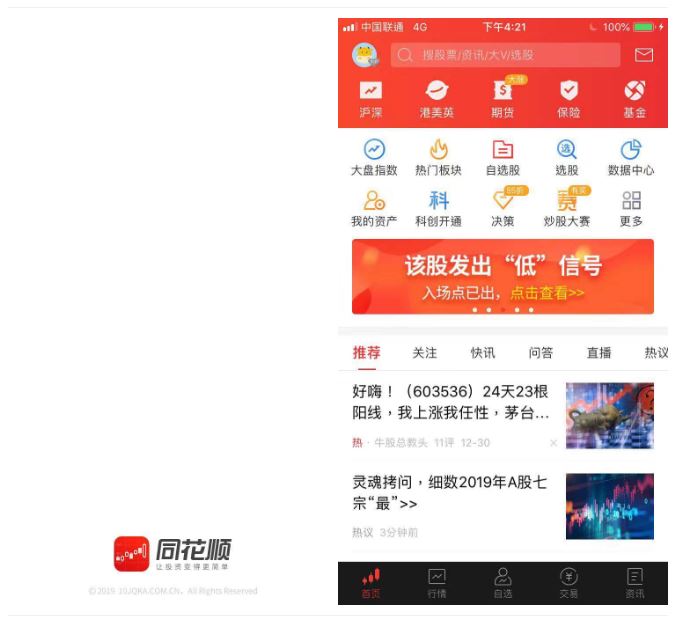 同花顺
让投资变得更简单
© 2019 10JQKA.COM.CN, All Rights Reserved
中国联通 4G 下午4:21 100%
搜股票/资讯/大V/选股
沪深 港美英 期货 保险 基金
大盘指数 热门板块 自选股 选股 数据中心
选 科 赛
我的资产 科创开通 决策 炒股大赛 更多
该股发出“低”信号
入场点已出，点击查看>>
推荐 关注 快讯 问答 直播 热议
好嗨！（603536）24天23根
阳线，我上涨我任性，茅台...
热 · 牛股总教头 11评 12-30
灵魂拷问，细数2019年A股七
宗“最”>>
热议 3分钟前
首页 行情 自选 交易 资讯